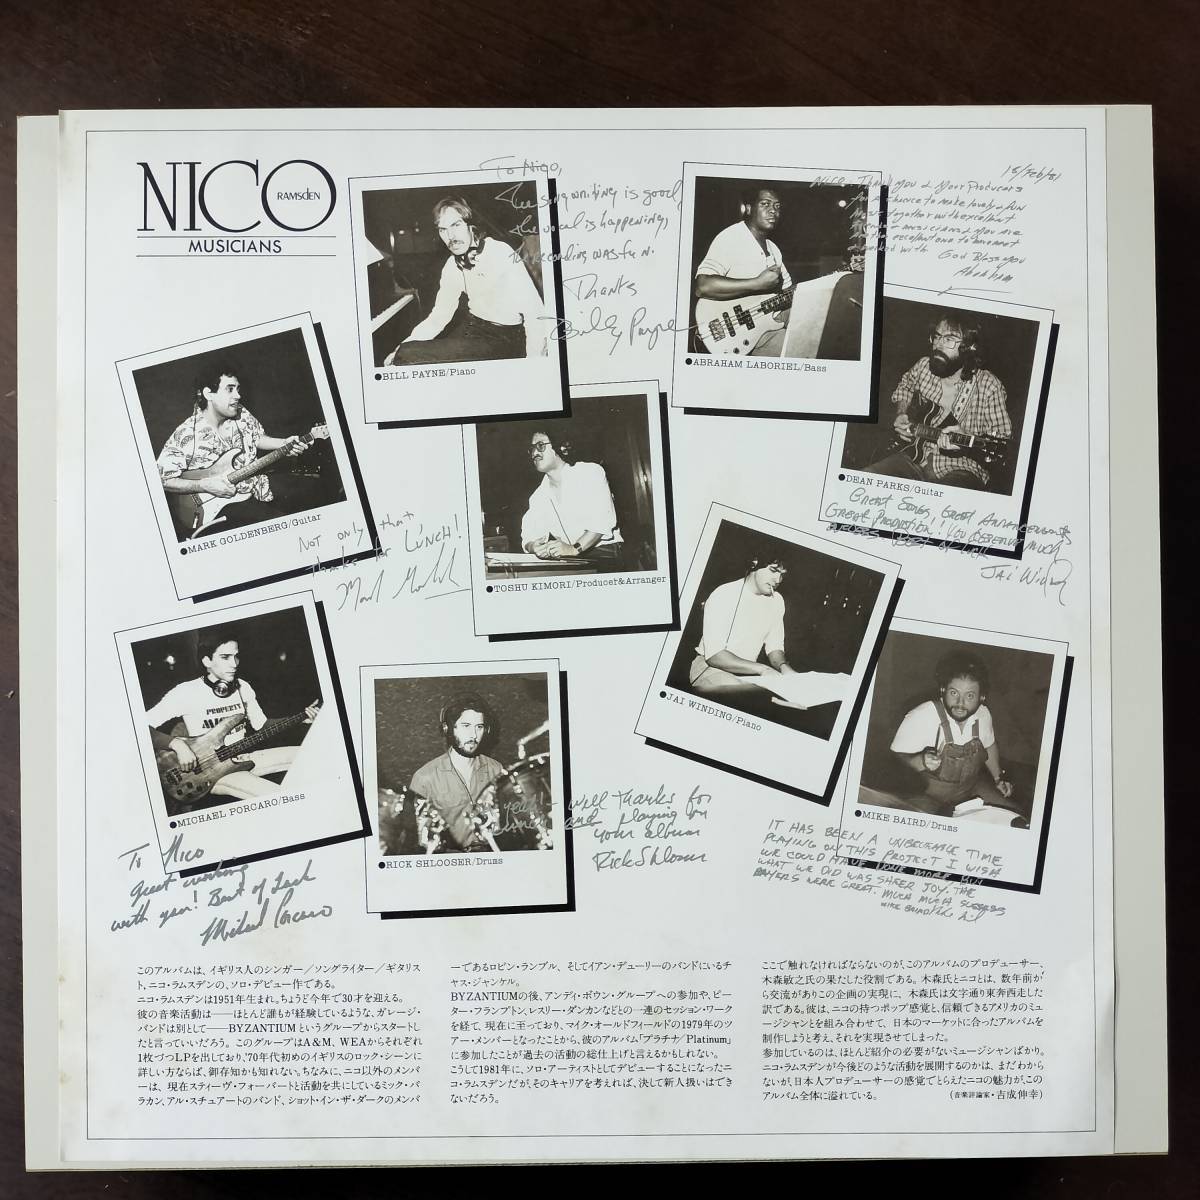 NICO
RAMSDEN
MUSICIANS
To Nico,
The songwriting is good,
the vocal is happening,
The recording was fun.
Thanks
Billy Payne
●BILL PAYNE/Piano
15/Feb/81
NICO - Thank you & your Producers
for a chance to make lovely & fun
music together with excellent
friends & musicians & you are
God Bless you
Abraham
●ABRAHAM LABORIEL/Bass
●MARK GOLDENBERG/Guitar
Not only that
thanks for LUNCH!
●TOSHU KIMORI/Producer&Arranger
●DEAN PARKS/Guitar
Great Songs, Great Arrangements
Great Production! You deserve much
success Best of luck
Jai Winding
●MICHAEL PORCARO/Bass
To Nico
great working
with you! Best of luck
Michael Porcaro
●RICK SHLOOSER/Drums
yeah! - Well thanks for
and playing on
your album
Rick Shlosser
●JAI WINDING/Piano
●MIKE BAIRD/Drums
IT HAS BEEN A UNBELIEVABLE TIME
PLAYING ON THIS PROJECT I WISH
WE COULD HAVE DONE MORE BUT
WHAT WE DID WAS SHEER JOY. THE
PLAYERS WERE GREAT. MUCH MUCH SUCCESS
MIKE BAIRD
このアルバムは、イギリス人のシンガー／ソングライター／ギタリス
ト、ニコ・ラムスデンの、ソロ・デビュー作である。
ニコ・ラムスデンは1951年生まれ。ちょうど今年で30才を迎える。
彼の音楽活動は——ほとんど誰もが経験しているような、ガレージ・
バンドは別として——BYZANTIUMというグループからスタートし
たと言っていいだろう。このグループはA＆M、WEAからそれぞれ
1枚づつLPを出しており、'70年代初めのイギリスのロック・シーンに
詳しい方ならば、御存知かも知れない。ちなみに、ニコ以外のメンバ
ーは、現在スティーヴ・フォーバートと活動を共にしているミック・バ
ラカン、アル・スチュアートのバンド、ショット・イン・ザ・ダークのメンバ
ーであるロビン・ランブル、そしてイアン・デューリーのバンドにいるチ
ャス・ジャンケル。
BYZANTIUMの後、アンディ・ボウン・グループへの参加や、ピー
ター・フランプトン、レスリー・ダンカンなどとの一連のセッション・ワーク
を経て、現在に至っており、マイク・オールドフィールドの1979年のツ
アー・メンバーとなったことから、彼のアルバム「プラチナ/Platinum」
に参加したことが過去の活動の総仕上げと言えるかもしれない。
こうして1981年に、ソロ・アーティストとしてデビューすることになったニ
コ・ラムスデンだが、そのキャリアを考えれば、決して新人扱いはでき
ないだろう。
ここで触れなければならないのが、このアルバムのプロデューサー、
木森敏之氏の果たした役割である。木森氏とニコとは、数年前か
ら交流がありこの企画の実現に、木森氏は文字通り東奔西走した
訳である。彼は、ニコの持つポップ感覚と、信頼できるアメリカのミュ
ージシャンとを組み合わせて、日本のマーケットに合ったアルバムを
制作しようと考え、それを実現させてしまった。
参加しているのは、ほとんど紹介の必要がないミュージシャンばかり。
ニコ・ラムスデンが今後どのような活動を展開するのかは、まだわから
ないが、日本人プロデューサーの感覚でとらえたニコの魅力が、この
アルバム全体に溢れている。　（音楽評論家・吉成伸幸）